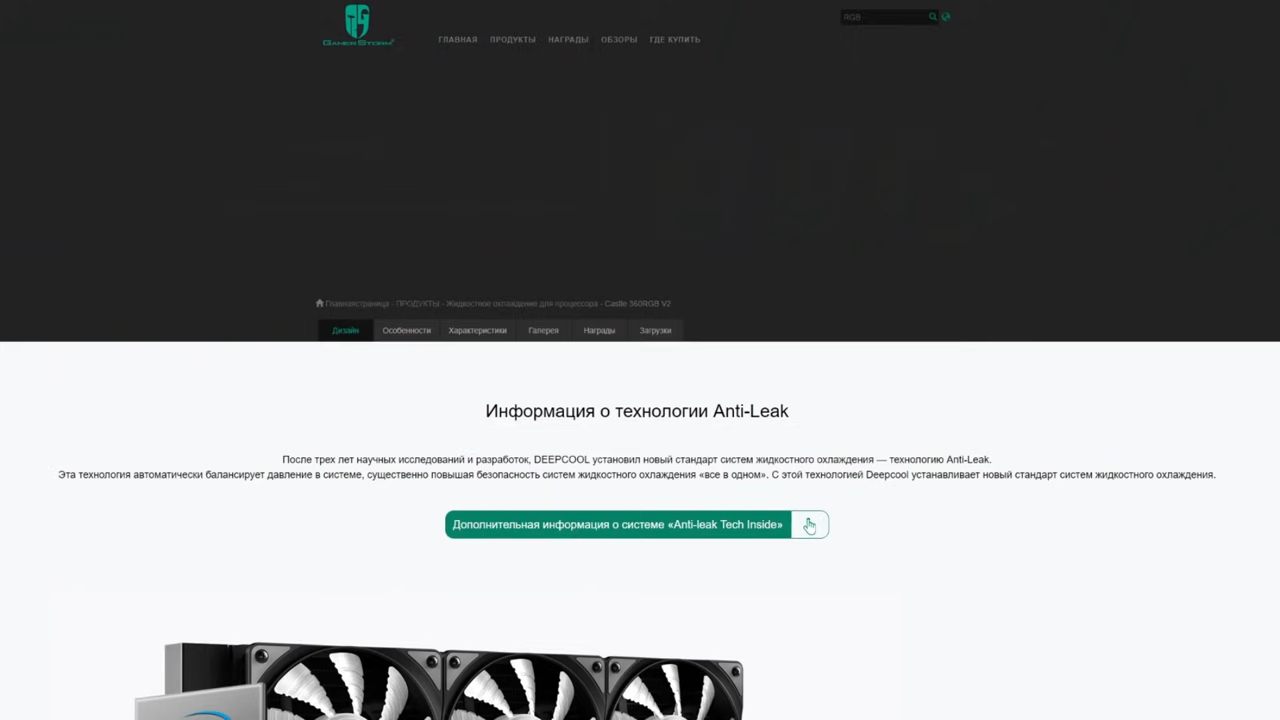 GAMER STORM
ГЛАВНАЯ ПРОДУКТЫ НАГРАДЫ ОБЗОРЫ ГДЕ КУПИТЬ
RGB
Главнаястраница - ПРОДУКТЫ - Жидкостное охлаждение для процессора - Castle 360RGB V2
Дизайн Особенности Характеристики Галерея Награды Загрузки
Информация о технологии Anti-Leak
После трех лет научных исследований и разработок, DEEPCOOL установил новый стандарт систем жидкостного охлаждения — технологию Anti-Leak.
Эта технология автоматически балансирует давление в системе, существенно повышая безопасность систем жидкостного охлаждения «все в одном». С этой технологией Deepcool устанавливает новый стандарт систем жидкостного охлаждения.
Дополнительная информация о системе «Anti-leak Tech Inside»